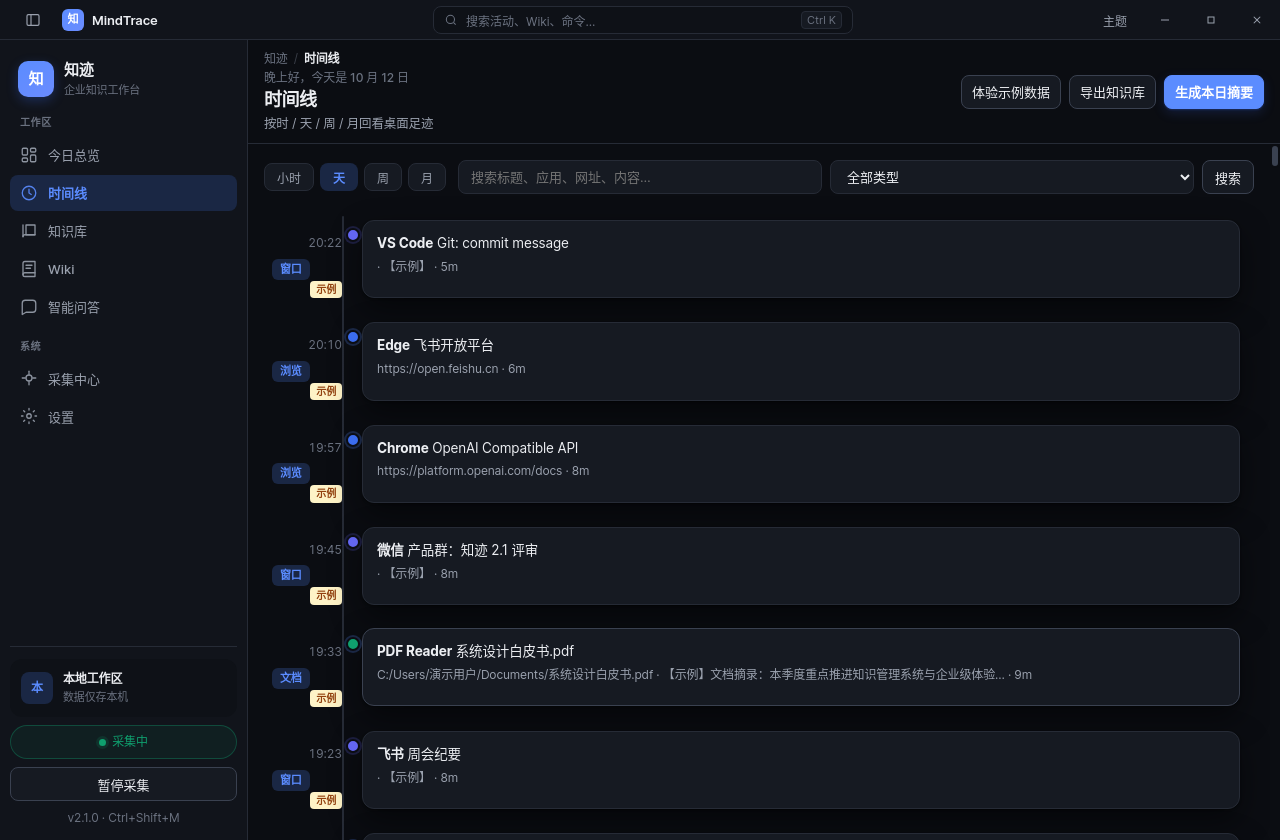 知 MindTrace
搜索活动、Wiki、命令... Ctrl K
主题
知 知迹
企业知识工作台
工作区
今日总览
时间线
知识库
Wiki
智能问答
系统
采集中心
设置
本 本地工作区
数据仅存本机
采集中
暂停采集
v2.1.0 · Ctrl+Shift+M
知迹 / 时间线
晚上好，今天是 10 月 12 日
时间线
按时 / 天 / 周 / 月回看桌面足迹
体验示例数据 导出知识库 生成本日摘要
小时 天 周 月 搜索标题、应用、网址、内容... 全部类型 搜索
20:22 窗口 示例
VS Code Git: commit message
· 【示例】 · 5m
20:10 浏览 示例
Edge 飞书开放平台
https://open.feishu.cn · 6m
19:57 浏览 示例
Chrome OpenAI Compatible API
https://platform.openai.com/docs · 8m
19:45 窗口 示例
微信 产品群：知迹 2.1 评审
· 【示例】 · 8m
19:33 文档 示例
PDF Reader 系统设计白皮书.pdf
C:/Users/演示用户/Documents/系统设计白皮书.pdf · 【示例】文档摘录：本季度重点推进知识管理系统与企业级体验... · 9m
19:23 窗口 示例
飞书 周会纪要
· 【示例】 · 8m